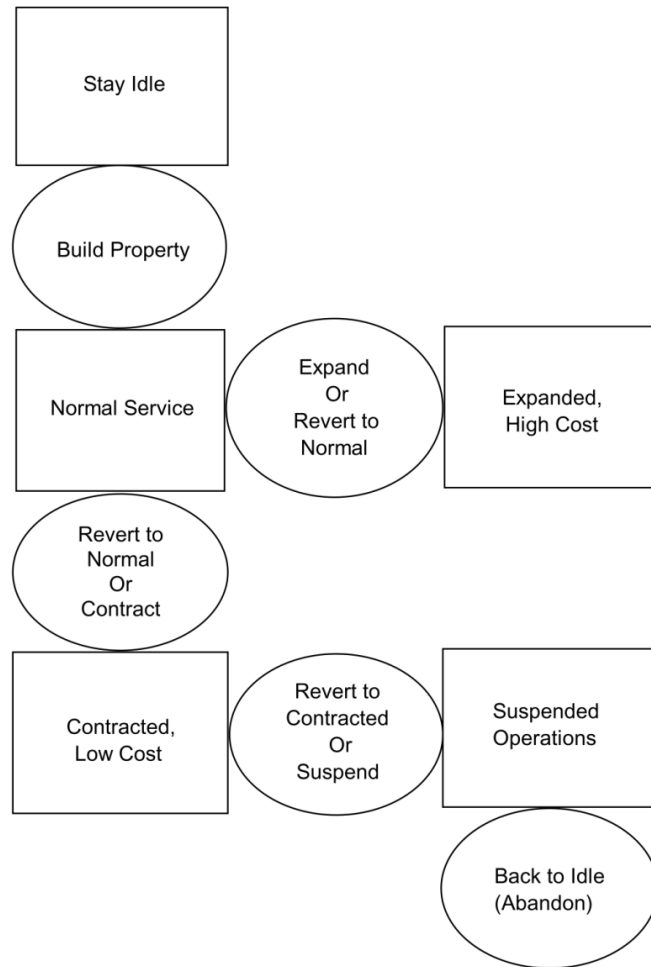 Stay Idle
Build Property
Normal Service
Expand
Or
Revert to
Normal
Expanded,
High Cost
Revert to
Normal
Or
Contract
Contracted,
Low Cost
Revert to
Contracted
Or
Suspend
Suspended
Operations
Back to Idle
(Abandon)